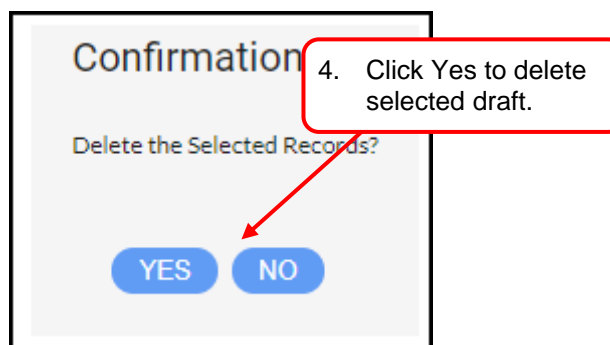 Confirmation
4. Click Yes to delete
selected draft.
Delete the Selected Records?
YES NO